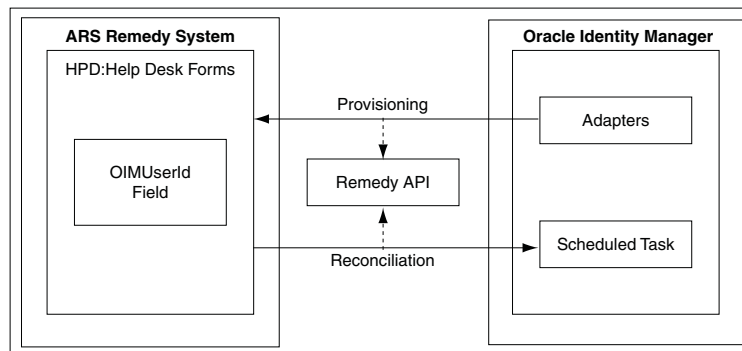 ARS Remedy System
HPD:Help Desk Forms
OIMUserId
Field
Provisioning
Remedy API
Reconciliation
Oracle Identity Manager
Adapters
Scheduled Task